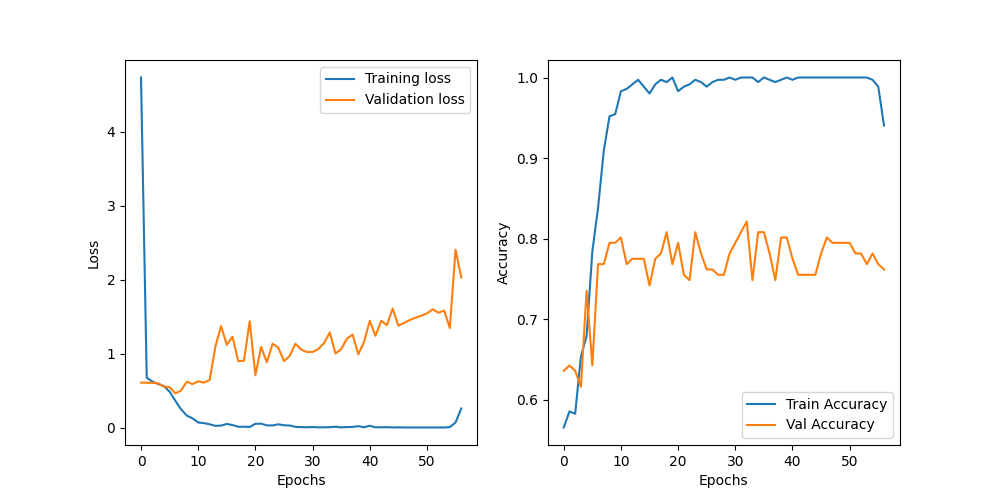 Training loss
Validation loss
4
3
2
1
0
0 10 20 30 40 50
Epochs
Loss
1.0
0.9
0.8
0.7
0.6
0 10 20 30 40 50
Epochs
Accuracy
Train Accuracy
Val Accuracy